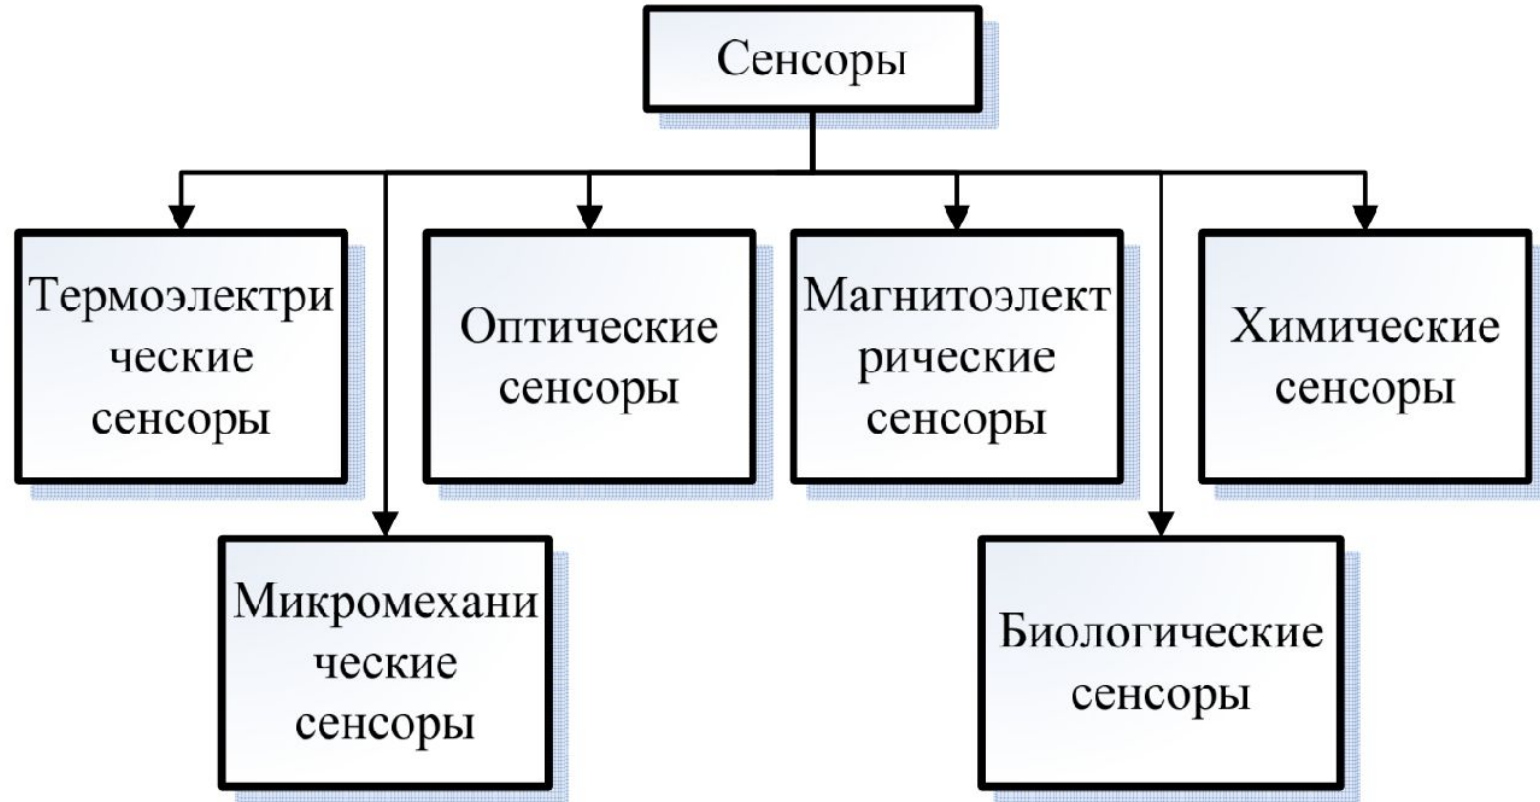 Сенсоры
Термоэлектри
ческие
сенсоры
Оптические
сенсоры
Магнитоэлект
рические
сенсоры
Химические
сенсоры
Микромехани
ческие
сенсоры
Биологические
сенсоры